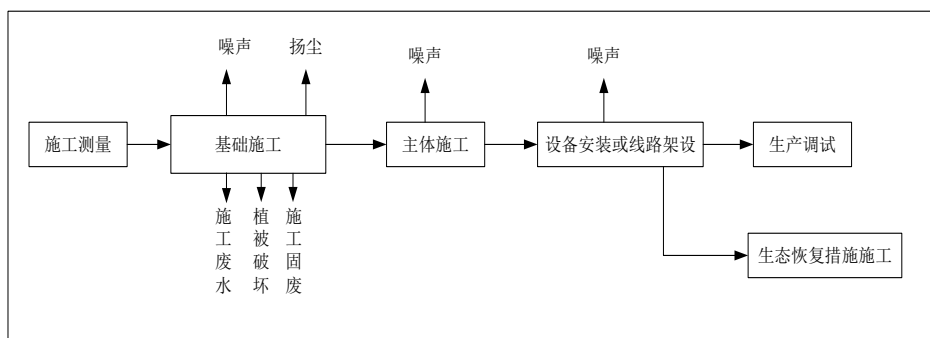 噪声
扬尘
噪声
噪声
施工测量
基础施工
主体施工
设备安装或线路架设
生产调试
施工废水
植被破坏
施工固废
生态恢复措施施工